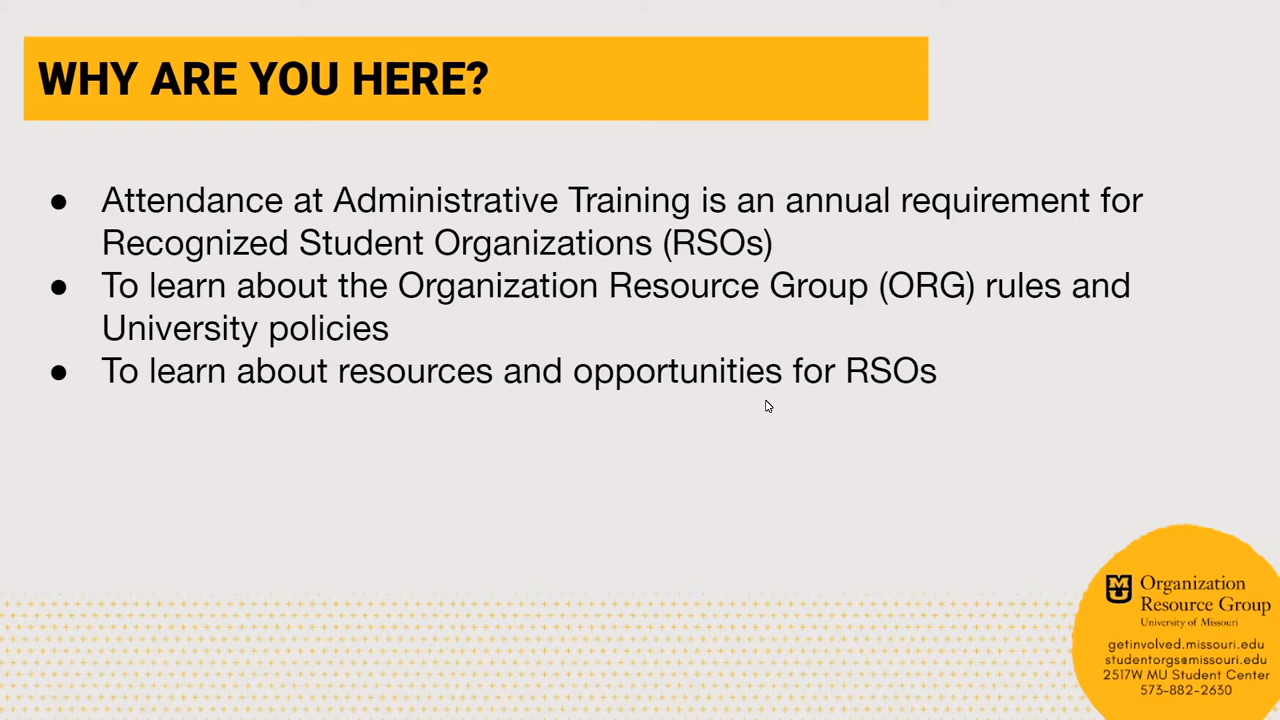 WHY ARE YOU HERE?
● Attendance at Administrative Training is an annual requirement for
Recognized Student Organizations (RSOs)
● To learn about the Organization Resource Group (ORG) rules and
University policies
● To learn about resources and opportunities for RSOs
Organization
Resource Group
University of Missouri
getinvolved.missouri.edu
studentorgs@missouri.edu
2517W MU Student Center
573-882-2630